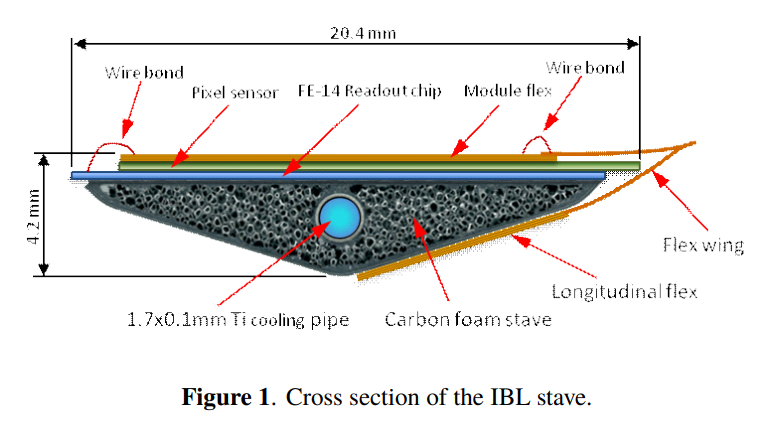 20.4 mm
Wire bond
Wire bond
Pixel sensor
FE-14 Readout chip
Module flex
4.2 mm
Flex wing
Longitudinal flex
1.7x0.1mm Ti cooling pipe
Carbon foam stave
Figure 1. Cross section of the IBL stave.